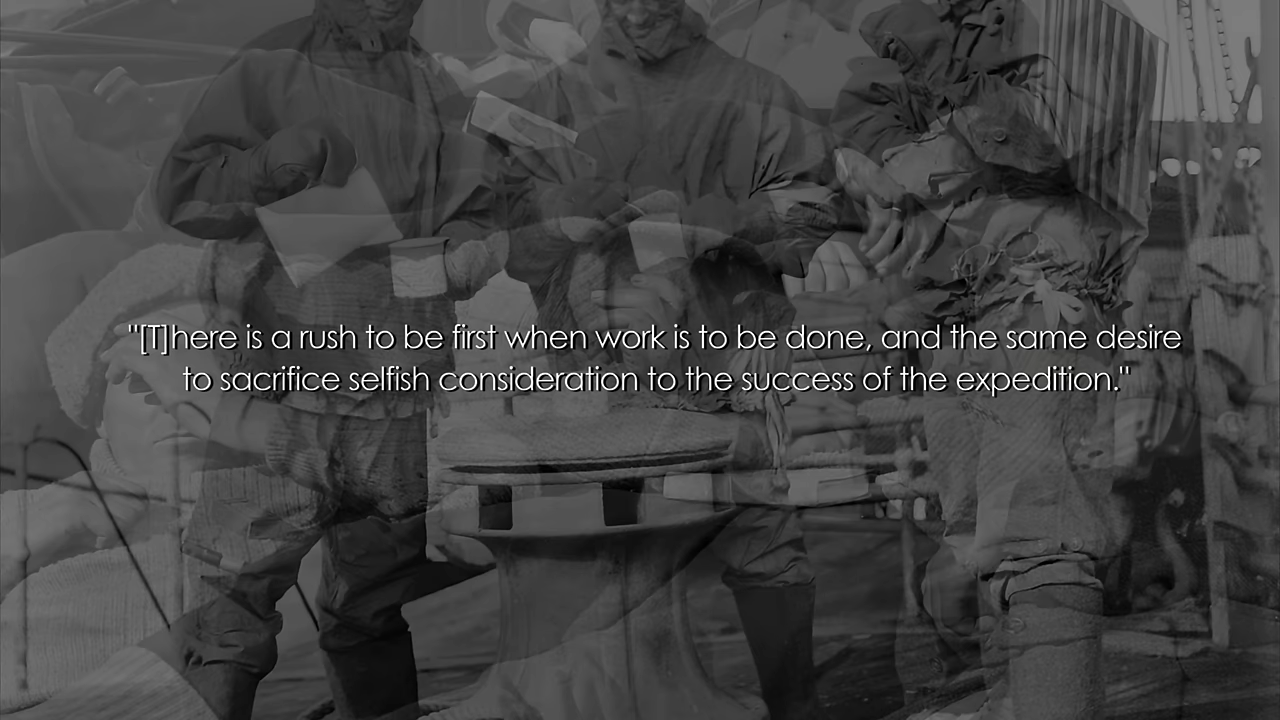 "[T]here is a rush to be first when work is to be done, and the same desire
to sacrifice selfish consideration to the success of the expedition."